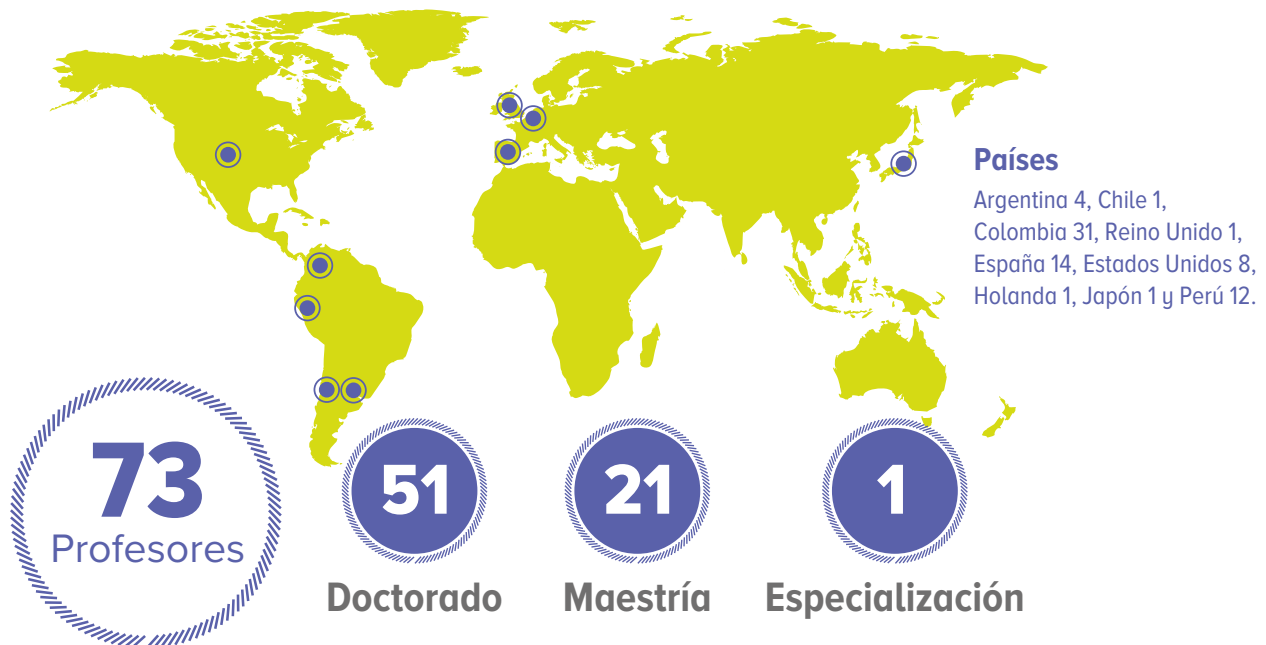 Países
Argentina 4, Chile 1,
Colombia 31, Reino Unido 1,
España 14, Estados Unidos 8,
Holanda 1, Japón 1 y Perú 12.
73
Profesores
51
Doctorado
21
Maestría
1
Especialización